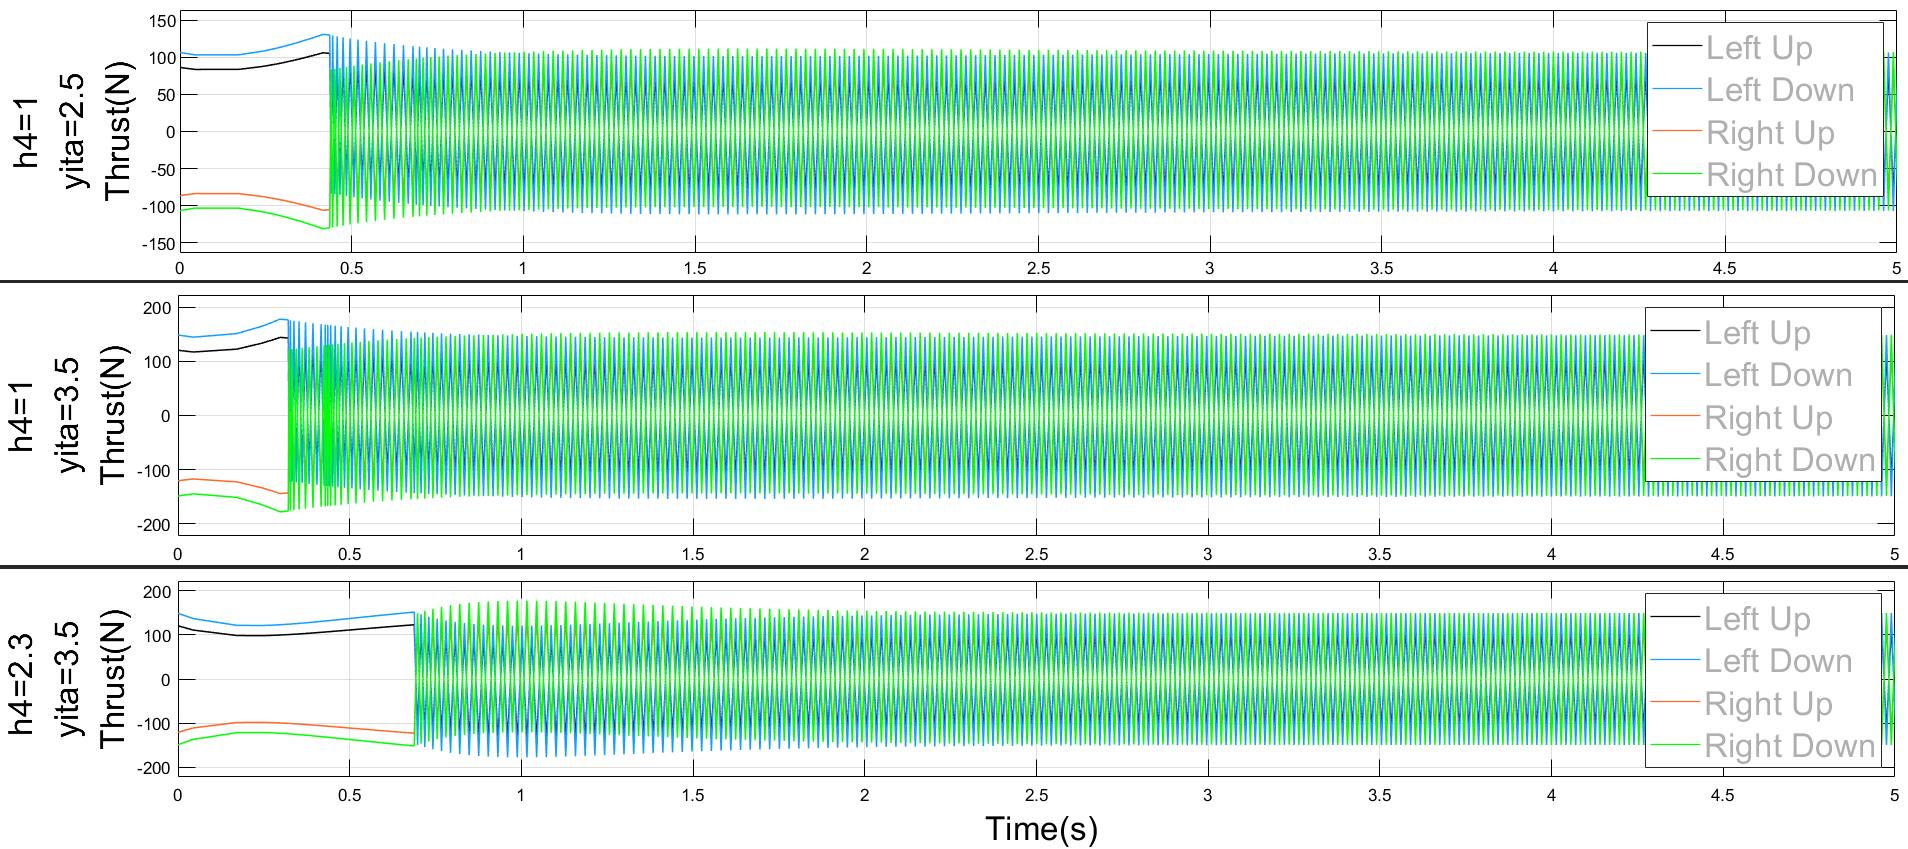 h4=1
yita=2.5
Thrust(N)
150
100
50
0
-50
-100
-150
0 0.5 1 1.5 2 2.5 3 3.5 4 4.5 5
Left Up
Left Down
Right Up
Right Down
h4=1
yita=3.5
Thrust(N)
200
100
0
-100
-200
0 0.5 1 1.5 2 2.5 3 3.5 4 4.5 5
Left Up
Left Down
Right Up
Right Down
h4=2.3
yita=3.5
Thrust(N)
200
100
0
-100
-200
0 0.5 1 1.5 2 2.5 3 3.5 4 4.5 5
Left Up
Left Down
Right Up
Right Down
Time(s)